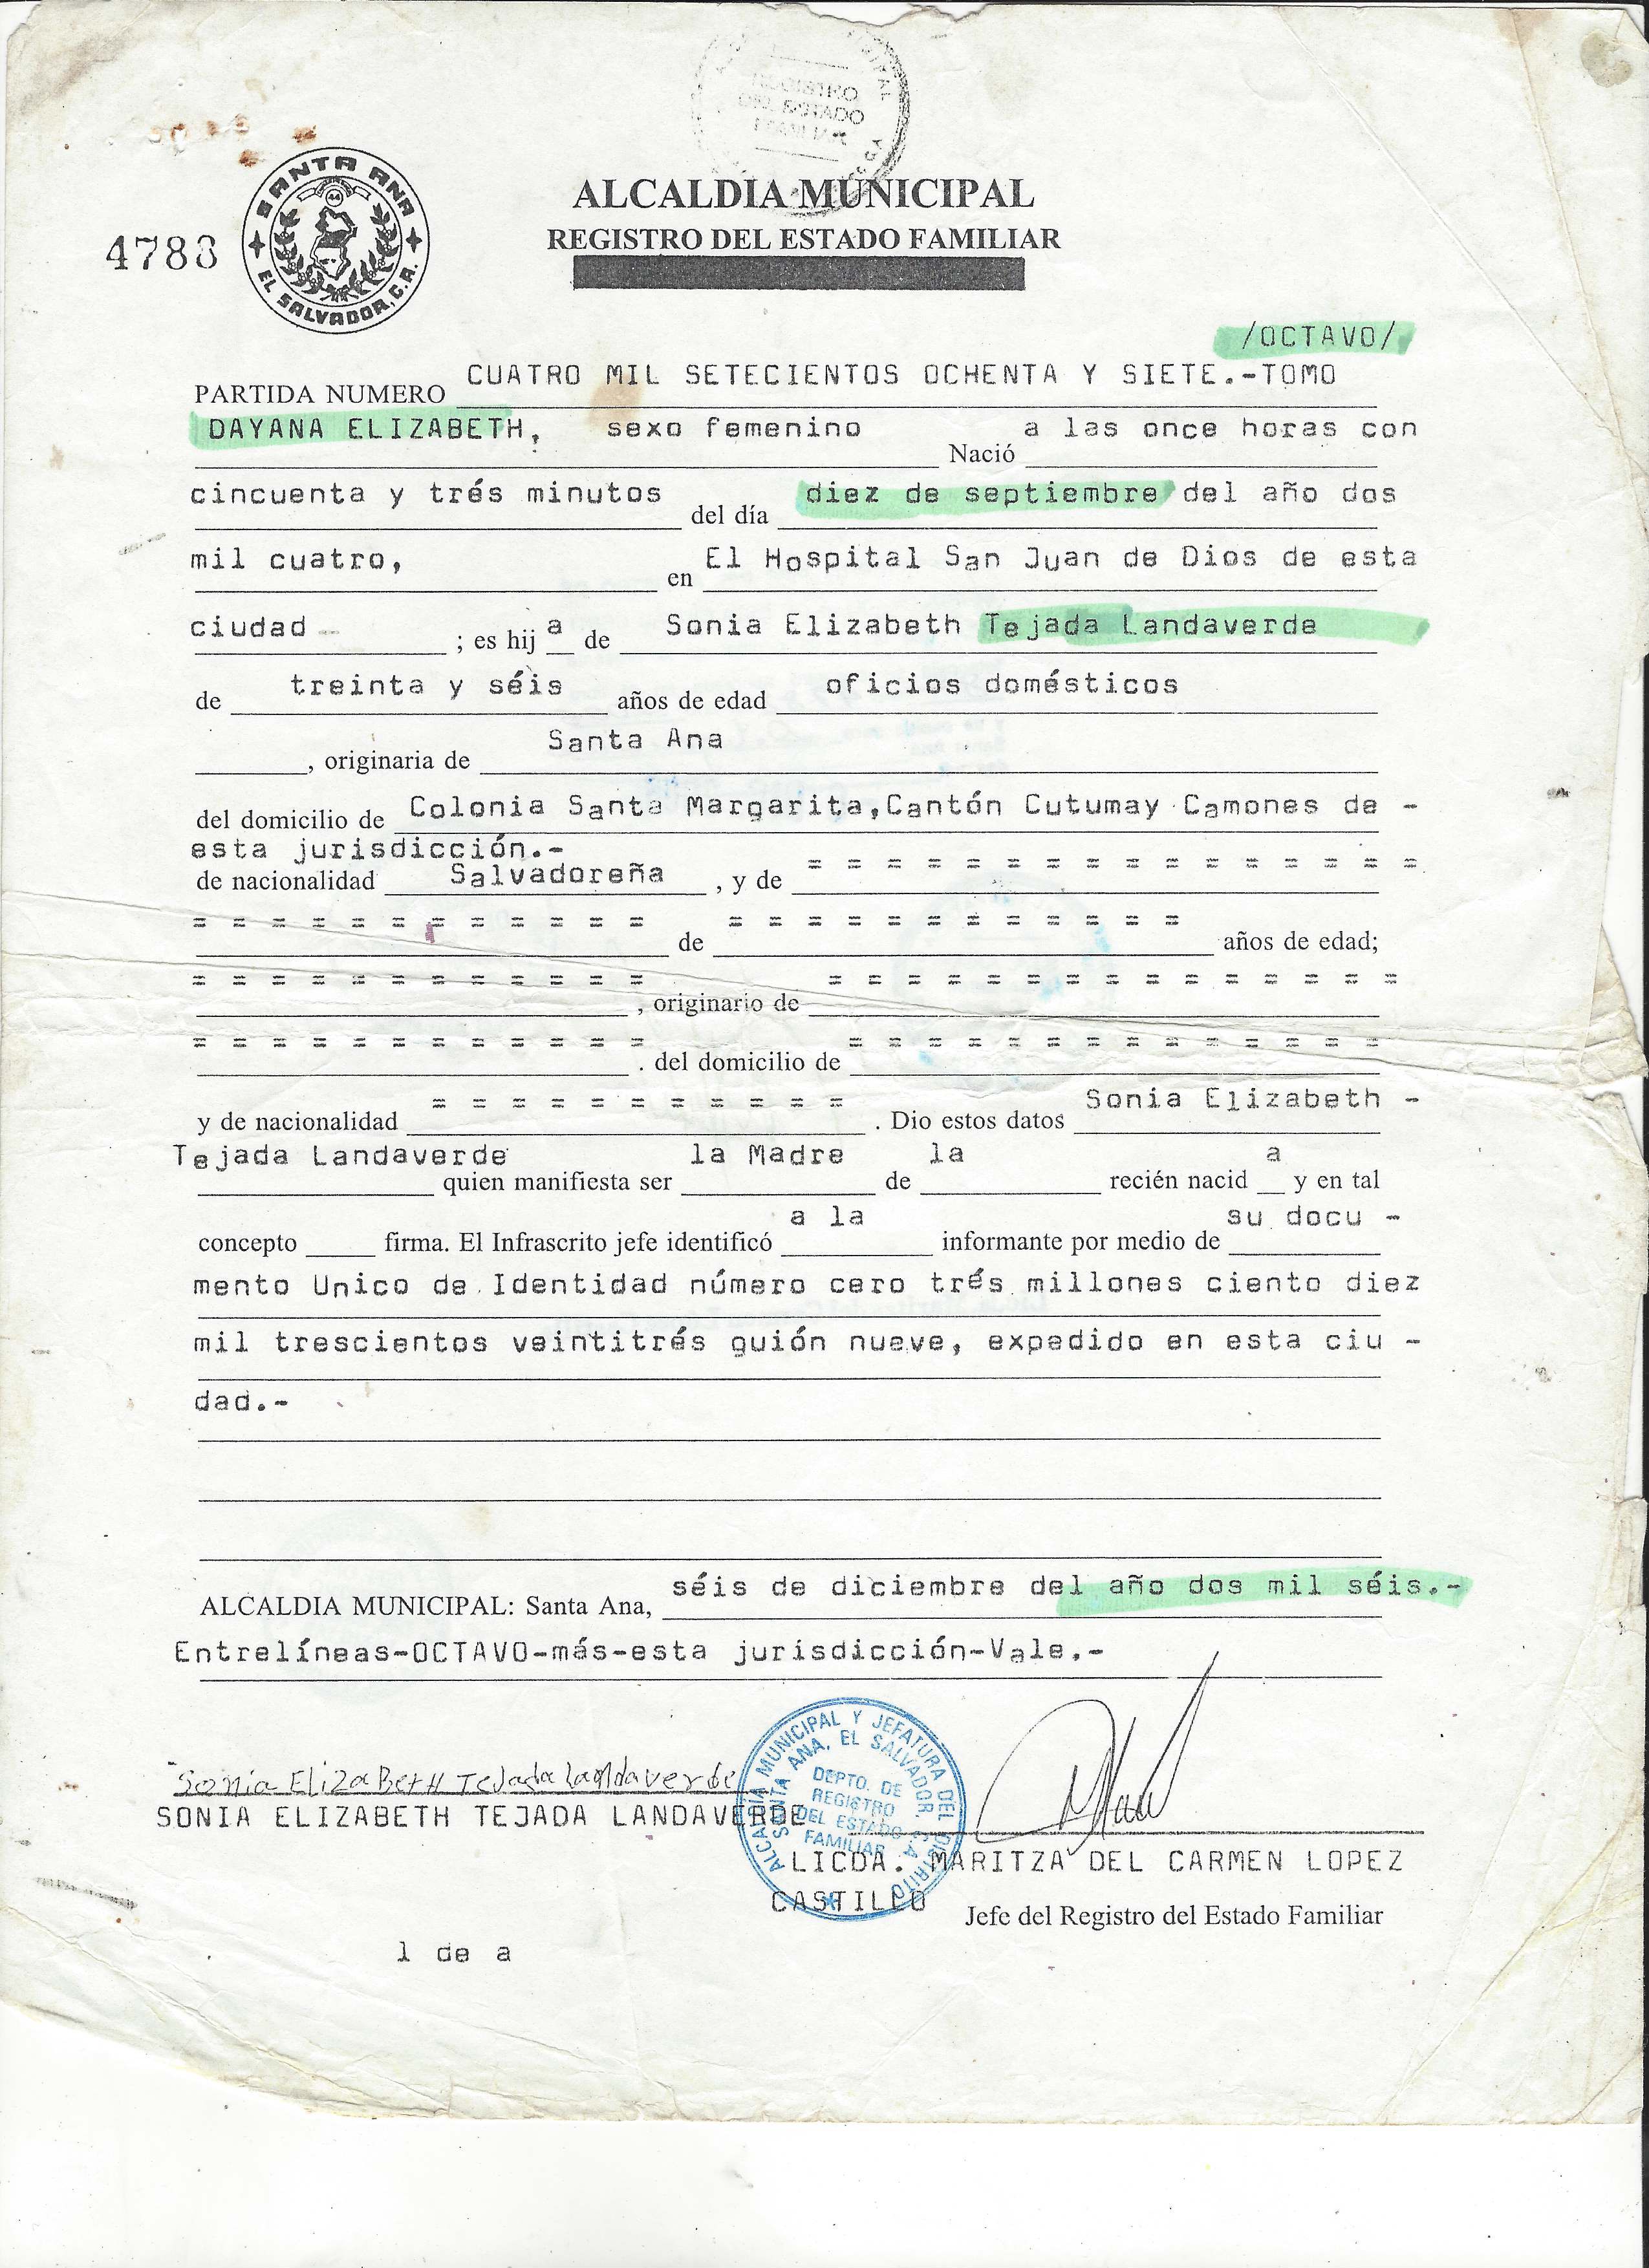 REGISTRO
DEL ESTADO
FAMILIAR
SANTA ANA
EL SALVADOR, C.A.
ALCALDIA MUNICIPAL
REGISTRO DEL ESTADO FAMILIAR
4788
/OCTAVO/
PARTIDA NUMERO CUATRO MIL SETECIENTOS OCHENTA Y SIETE.-TOMO
DAYANA ELIZABETH, sexo femenino Nació a las once horas con
cincuenta y trés minutos del día diez de septiembre del año dos
mil cuatro, en El Hospital San Juan de Dios de esta
ciudad ; es hij a de Sonia Elizabeth Tejada Landaverde
de treinta y séis años de edad oficios domésticos
, originaria de Santa Ana
del domicilio de Colonia Santa Margarita,Cantón Cutumay Camones de -
esta jurisdicción.-
de nacionalidad Salvadoreña , y de = = = = = = = = = = = = = = = =
= = = = = = = = = = = = de = = = = = = = = = = = = años de edad;
= = = = = = = = = = = = , originario de = = = = = = = = = = = = = = =
= = = = = = = = = = = = . del domicilio de = = = = = = = = = = = = = =
y de nacionalidad = = = = = = = = = = = . Dio estos datos Sonia Elizabeth -
Tejada Landaverde quien manifiesta ser la Madre de la recién nacid a y en tal
concepto firma. El Infrascrito jefe identificó a la informante por medio de su docu -
mento Unico de Identidad número cero trés millones ciento diez
mil trescientos veintitrés guión nueve, expedido en esta ciu -
dad.-
ALCALDIA MUNICIPAL: Santa Ana, séis de diciembre del año dos mil séis.-
Entrelíneas-OCTAVO-más-esta jurisdicción-Vale.-
Sonia ElizaBetH Tejada landaverde
SONIA ELIZABETH TEJADA LANDAVERDE
ALCALDIA MUNICIPAL Y JEFATURA DEL DISTRITO
SANTA ANA, EL SALVADOR, C.A.
DEPTO. DE
REGISTRO
DEL ESTADO
FAMILIAR
LICDA. MARITZA DEL CARMEN LOPEZ
CASTILLO
Jefe del Registro del Estado Familiar
1 de a